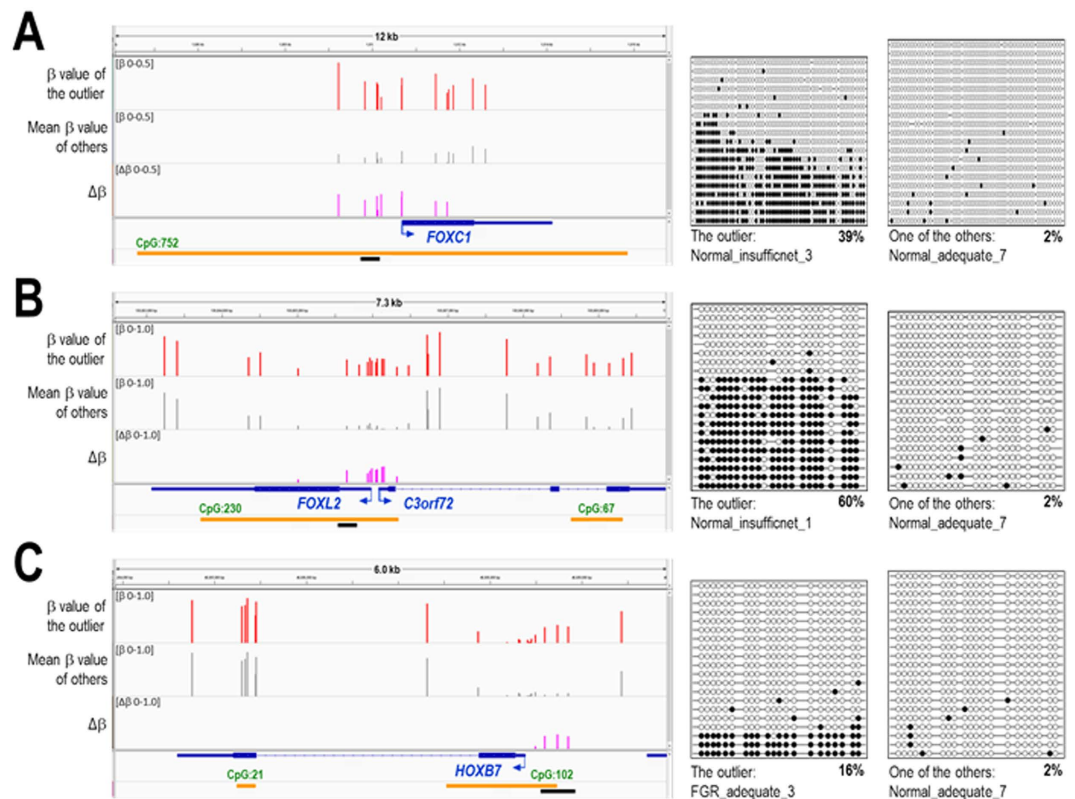 A
12 kb
β value of
the outlier
[β 0-0.5]
Mean β value
of others
[β 0-0.5]
Δβ
[Δβ 0-0.5]
FOXC1
CpG:752
The outlier: 39%
Normal_insufficnet_3
One of the others: 2%
Normal_adequate_7
B
7.3 kb
β value of
the outlier
[β 0-1.0]
Mean β value
of others
[β 0-1.0]
Δβ
[Δβ 0-1.0]
FOXL2 C3orf72
CpG:230 CpG:67
The outlier: 60%
Normal_insufficnet_1
One of the others: 2%
Normal_adequate_7
C
6.0 kb
β value of
the outlier
[β 0-1.0]
Mean β value
of others
[β 0-1.0]
Δβ
[Δβ 0-1.0]
HOXB7
CpG:21 CpG:102
The outlier: 16%
FGR_adequate_3
One of the others: 2%
Normal_adequate_7